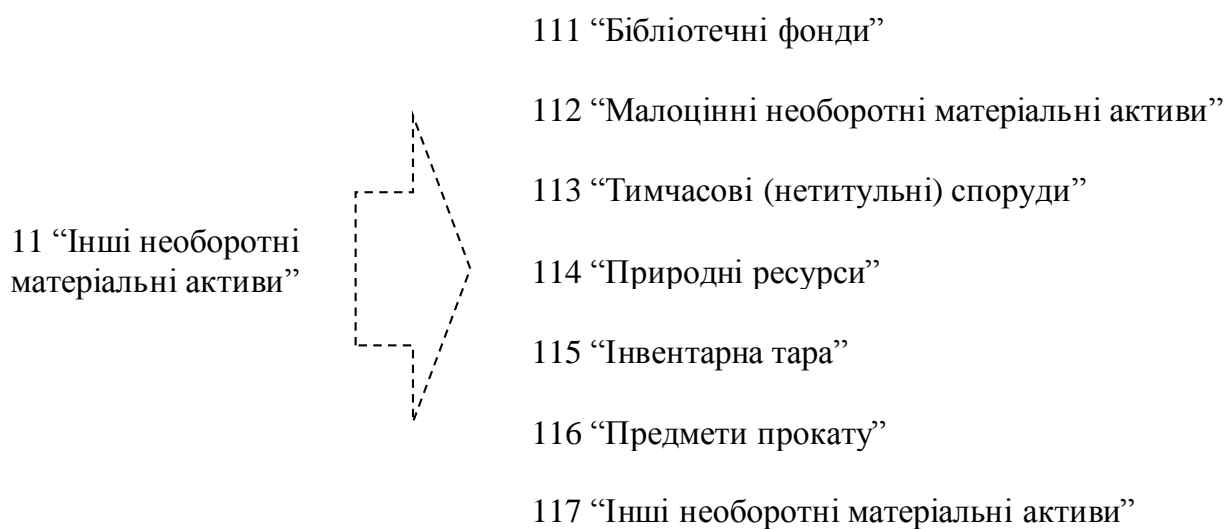 111 “Бібліотечні фонди”
112 “Малоцінні необоротні матеріальні активи”
113 “Тимчасові (нетитульні) споруди”
11 “Інші необоротні
матеріальні активи”
114 “Природні ресурси”
115 “Інвентарна тара”
116 “Предмети прокату”
117 “Інші необоротні матеріальні активи”